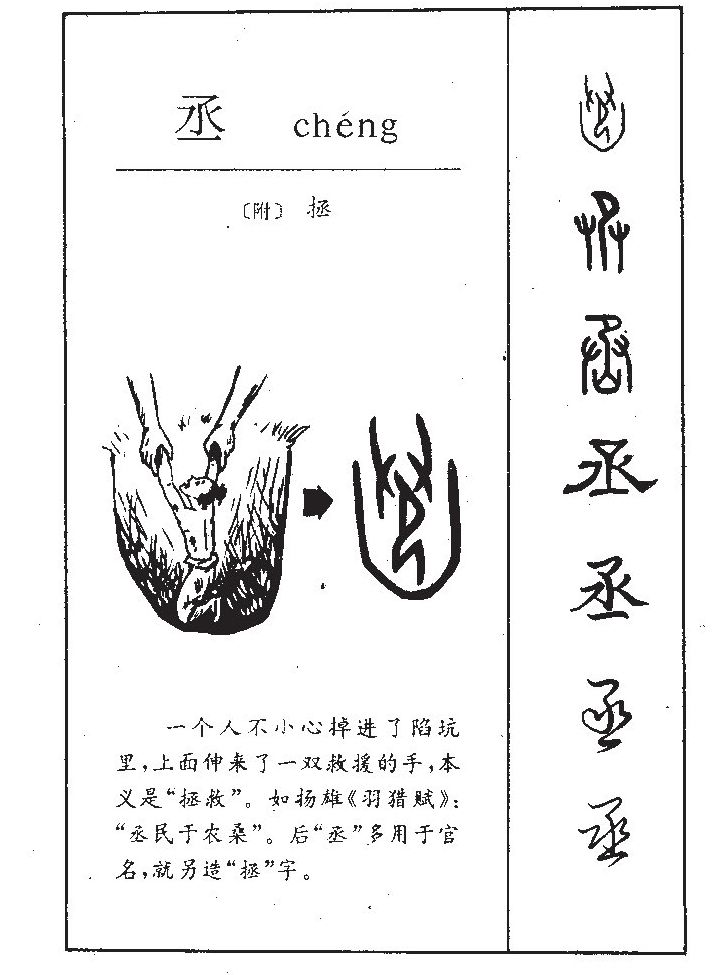 丞 chéng
〔附〕 拯
一个人不小心掉进了陷坑
里，上面伸来了一双救援的手，本
义是“拯救”。如扬雄《羽猎赋》：
“丞民于农桑”。后“丞”多用于官
名，就另造“拯”字。
丞
丞
丞
丞